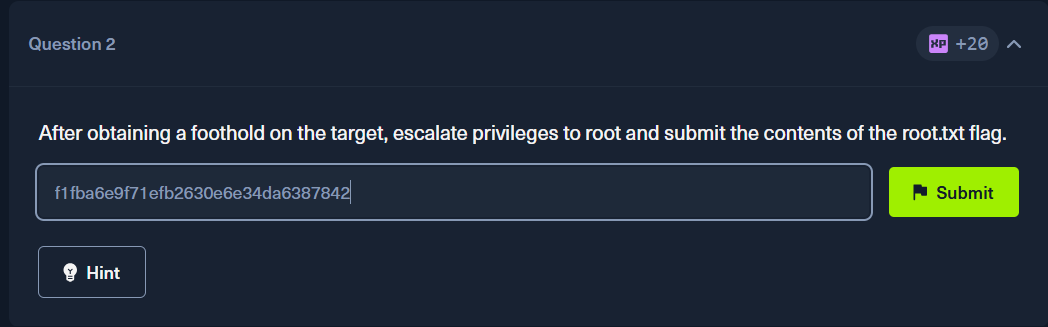 Question 2
XP +20
After obtaining a foothold on the target, escalate privileges to root and submit the contents of the root.txt flag.
f1fba6e9f71efb2630e6e34da6387842
Submit
Hint